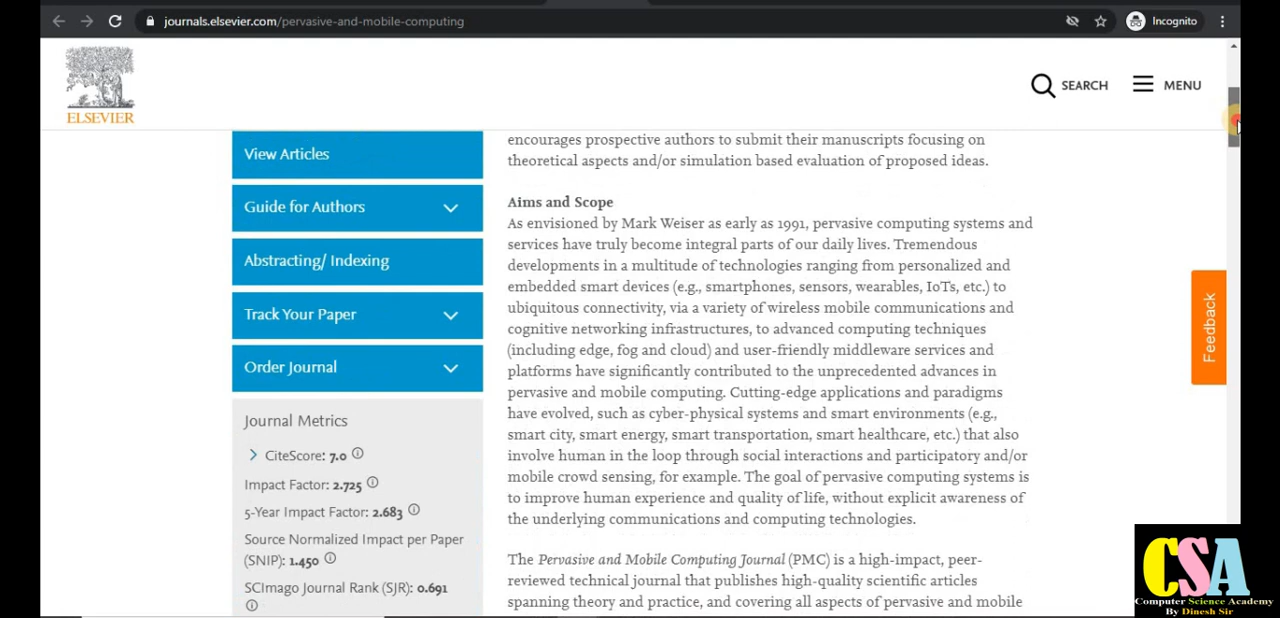 journals.elsevier.com/pervasive-and-mobile-computing
Incognito
ELSEVIER
SEARCH
MENU
View Articles
Guide for Authors
Abstracting/ Indexing
Track Your Paper
Order Journal
Journal Metrics
CiteScore: 7.0
Impact Factor: 2.725
5-Year Impact Factor: 2.683
Source Normalized Impact per Paper
(SNIP): 1.450
SCImago Journal Rank (SJR): 0.691
encourages prospective authors to submit their manuscripts focusing on
theoretical aspects and/or simulation based evaluation of proposed ideas.
Aims and Scope
As envisioned by Mark Weiser as early as 1991, pervasive computing systems and
services have truly become integral parts of our daily lives. Tremendous
developments in a multitude of technologies ranging from personalized and
embedded smart devices (e.g., smartphones, sensors, wearables, IoTs, etc.) to
ubiquitous connectivity, via a variety of wireless mobile communications and
cognitive networking infrastructures, to advanced computing techniques
(including edge, fog and cloud) and user-friendly middleware services and
platforms have significantly contributed to the unprecedented advances in
pervasive and mobile computing. Cutting-edge applications and paradigms
have evolved, such as cyber-physical systems and smart environments (e.g.,
smart city, smart energy, smart transportation, smart healthcare, etc.) that also
involve human in the loop through social interactions and participatory and/or
mobile crowd sensing, for example. The goal of pervasive computing systems is
to improve human experience and quality of life, without explicit awareness of
the underlying communications and computing technologies.
The Pervasive and Mobile Computing Journal (PMC) is a high-impact, peer-
reviewed technical journal that publishes high-quality scientific articles
spanning theory and practice, and covering all aspects of pervasive and mobile
Feedback
CSA
Computer Science Academy
By Dinesh Sir